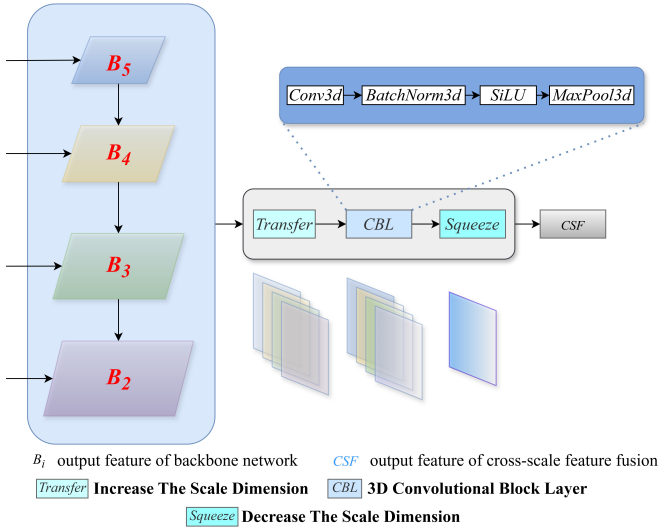 B5
B4
B3
B2
Conv3d BatchNorm3d SiLU MaxPool3d
Transfer CBL Squeeze CSF
Bi output feature of backbone network CSF output feature of cross-scale feature fusion
Transfer Increase The Scale Dimension CBL 3D Convolutional Block Layer
Squeeze Decrease The Scale Dimension